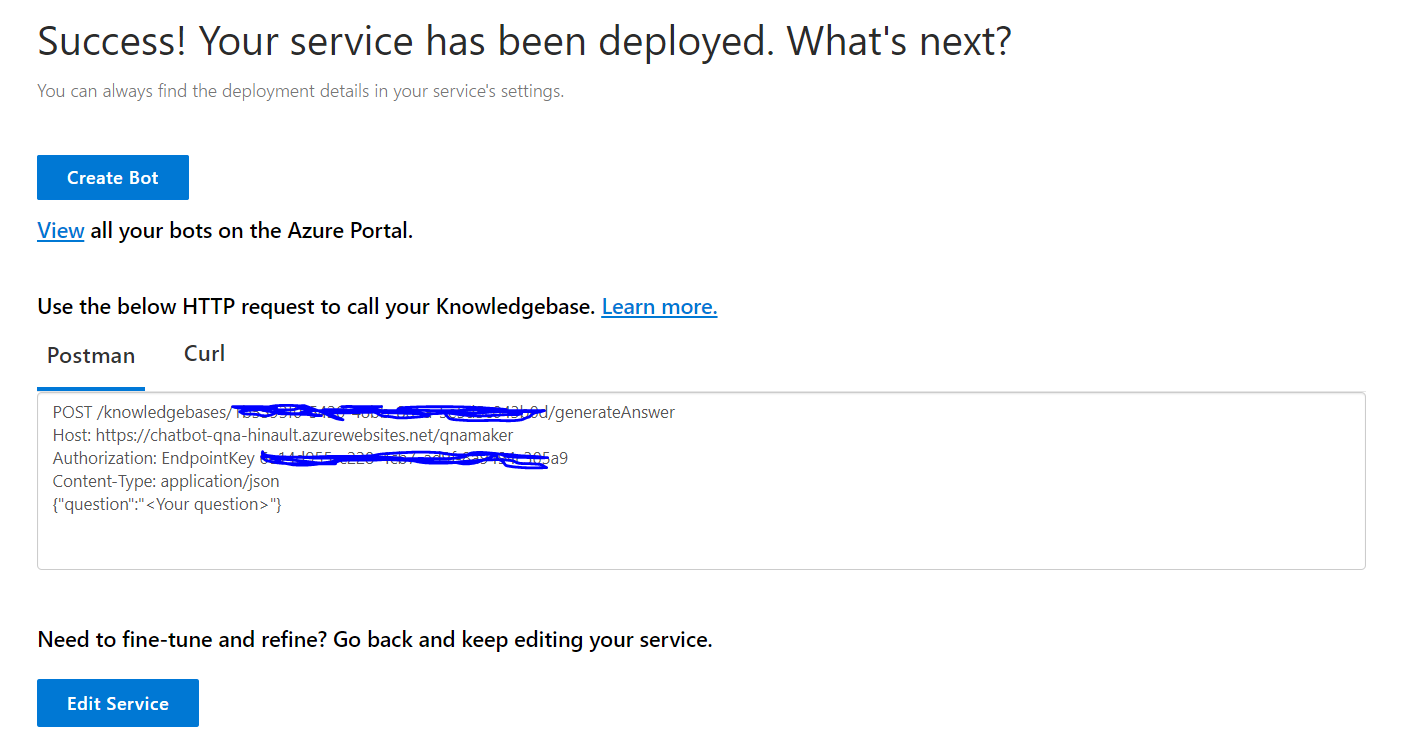 Success! Your service has been deployed. What's next?
You can always find the deployment details in your service's settings.
Create Bot
View all your bots on the Azure Portal.
Use the below HTTP request to call your Knowledgebase. Learn more.
Postman
Curl
POST /knowledgebases/ /generateAnswer
Host: https://chatbot-qna-hinault.azurewebsites.net/qnamaker
Authorization: EndpointKey
Content-Type: application/json
{"question":"<Your question>"}
Need to fine-tune and refine? Go back and keep editing your service.
Edit Service